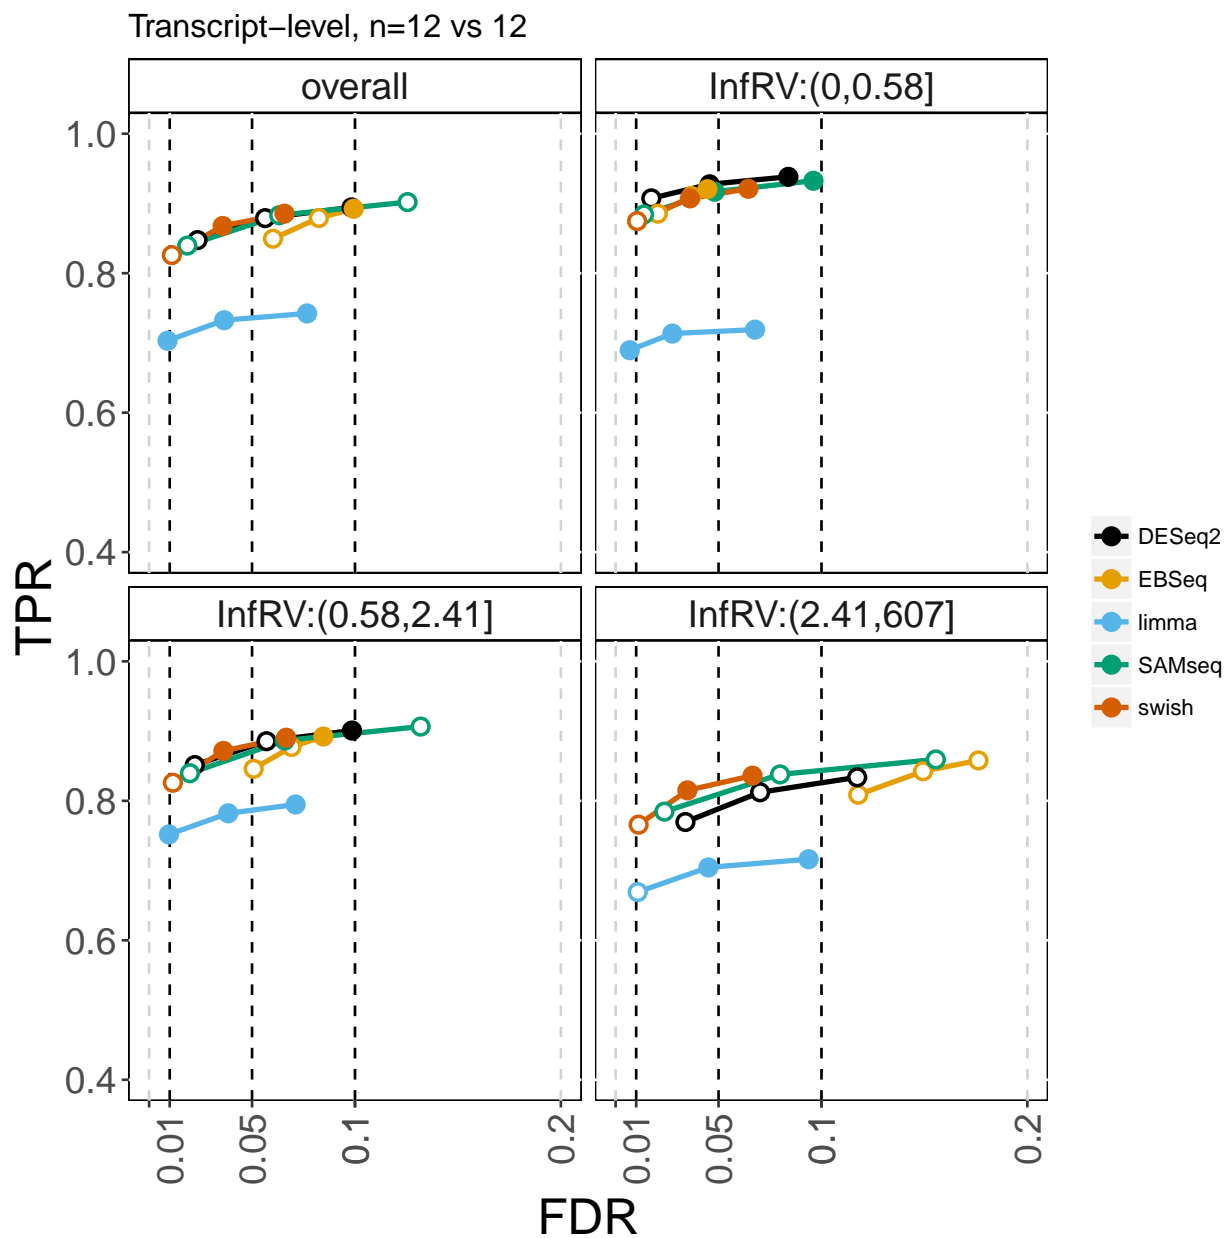 Transcript−level, n=12 vs 12
overall
InfRV:(0,0.58]
1.0
0.8
0.6
0.4
TPR
InfRV:(0.58,2.41]
InfRV:(2.41,607]
1.0
0.8
0.6
0.4
0.01
0.05
0.1
0.2
0.01
0.05
0.1
0.2
FDR
DESeq2
EBSeq
limma
SAMseq
swish